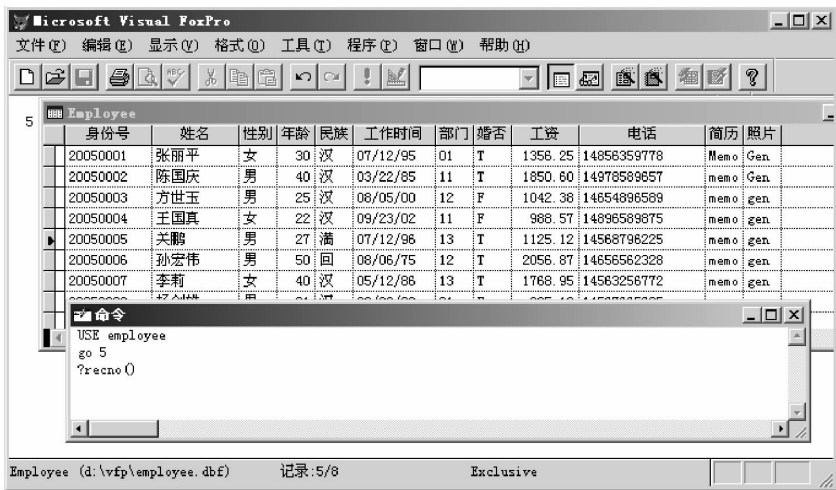 Microsoft Visual FoxPro
文件(F) 编辑(E) 显示(V) 格式(O) 工具(T) 程序(P) 窗口(W) 帮助(H)
5
Employee
身份号 姓名 性别 年龄 民族 工作时间 部门 婚否 工资 电话 简历 照片
20050001 张丽平 女 30 汉 07/12/95 01 T 1356.25 14856359778 Memo Gen
20050002 陈国庆 男 40 汉 03/22/85 11 T 1850.60 14978589657 memo Gen
20050003 方世玉 男 25 汉 08/05/00 12 F 1042.38 14654896589 memo gen
20050004 王国真 女 22 汉 09/23/02 11 F 988.57 14896589875 memo gen
20050005 关鹏 男 27 满 07/12/96 13 T 1125.12 14568796225 memo gen
20050006 孙宏伟 男 50 回 08/06/75 12 T 2056.87 14656562328 memo gen
20050007 李莉 女 40 汉 05/12/86 13 T 1768.95 14563256772 memo gen
命令
USE employee
go 5
?recno()
Employee (d:\vfp\employee.dbf) 记录:5/8 Exclusive